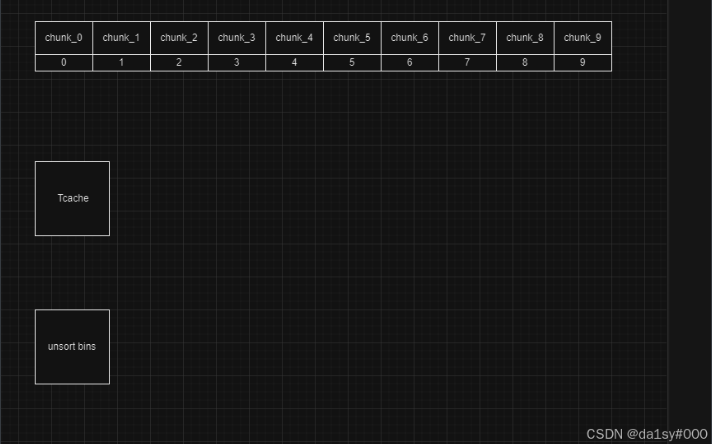 chunk_0 chunk_1 chunk_2 chunk_3 chunk_4 chunk_5 chunk_6 chunk_7 chunk_8 chunk_9
0 1 2 3 4 5 6 7 8 9
Tcache
unsort bins
CSDN @da1sy#000